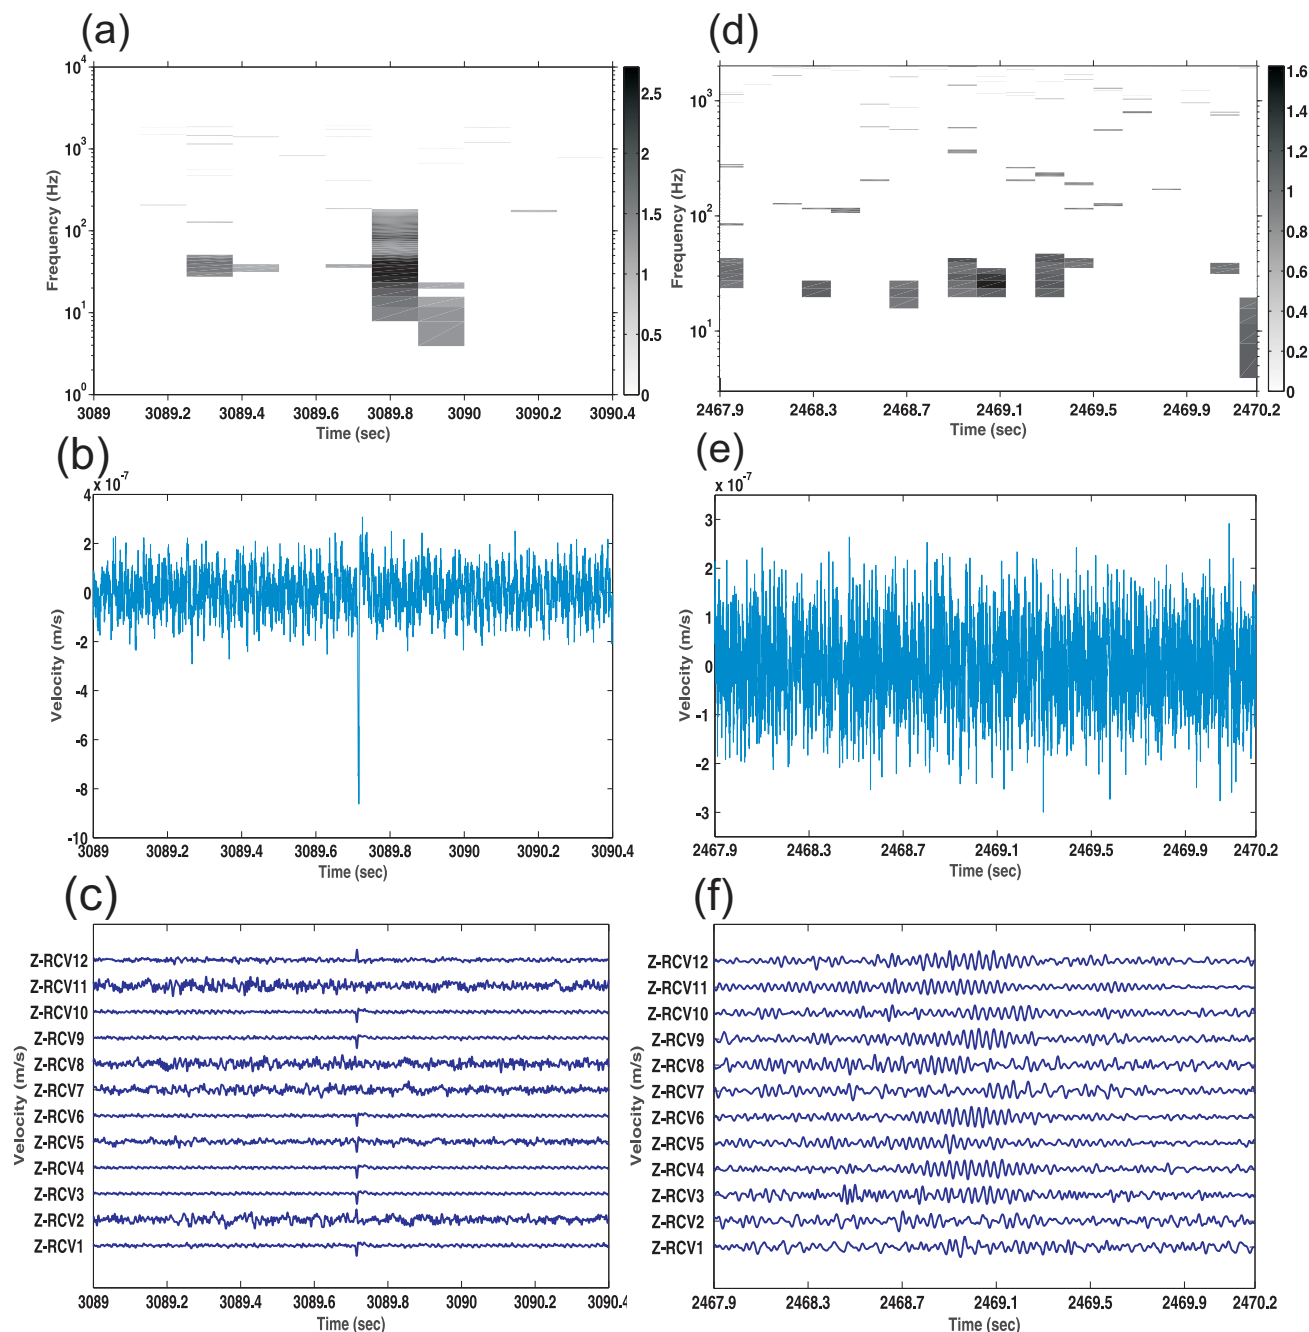 (a)
10^4
10^3
10^2
10^1
10^0
Frequency (Hz)
2.5
2
1.5
1
0.5
0
3089 3089.2 3089.4 3089.6 3089.8 3090 3090.2 3090.4
Time (sec)
(d)
10^3
10^2
10^1
Frequency (Hz)
1.6
1.4
1.2
1
0.8
0.6
0.4
0.2
0
2467.9 2468.3 2468.7 2469.1 2469.5 2469.9 2470.2
Time (sec)
(b)
x 10^-7
4
2
0
-2
-4
-6
-8
-10
Velocity (m/s)
3089 3089.2 3089.4 3089.6 3089.8 3090 3090.2 3090.4
Time (sec)
(e)
x 10^-7
3
2
1
0
-1
-2
-3
Velocity (m/s)
2467.9 2468.3 2468.7 2469.1 2469.5 2469.9 2470.2
Time (sec)
(c)
Z-RCV12
Z-RCV11
Z-RCV10
Z-RCV9
Z-RCV8
Z-RCV7
Z-RCV6
Z-RCV5
Z-RCV4
Z-RCV3
Z-RCV2
Z-RCV1
Velocity (m/s)
3089 3089.2 3089.4 3089.6 3089.8 3090 3090.2 3090.4
Time (sec)
(f)
Z-RCV12
Z-RCV11
Z-RCV10
Z-RCV9
Z-RCV8
Z-RCV7
Z-RCV6
Z-RCV5
Z-RCV4
Z-RCV3
Z-RCV2
Z-RCV1
Velocity (m/s)
2467.9 2468.3 2468.7 2469.1 2469.5 2469.9 2470.2
Time (sec)